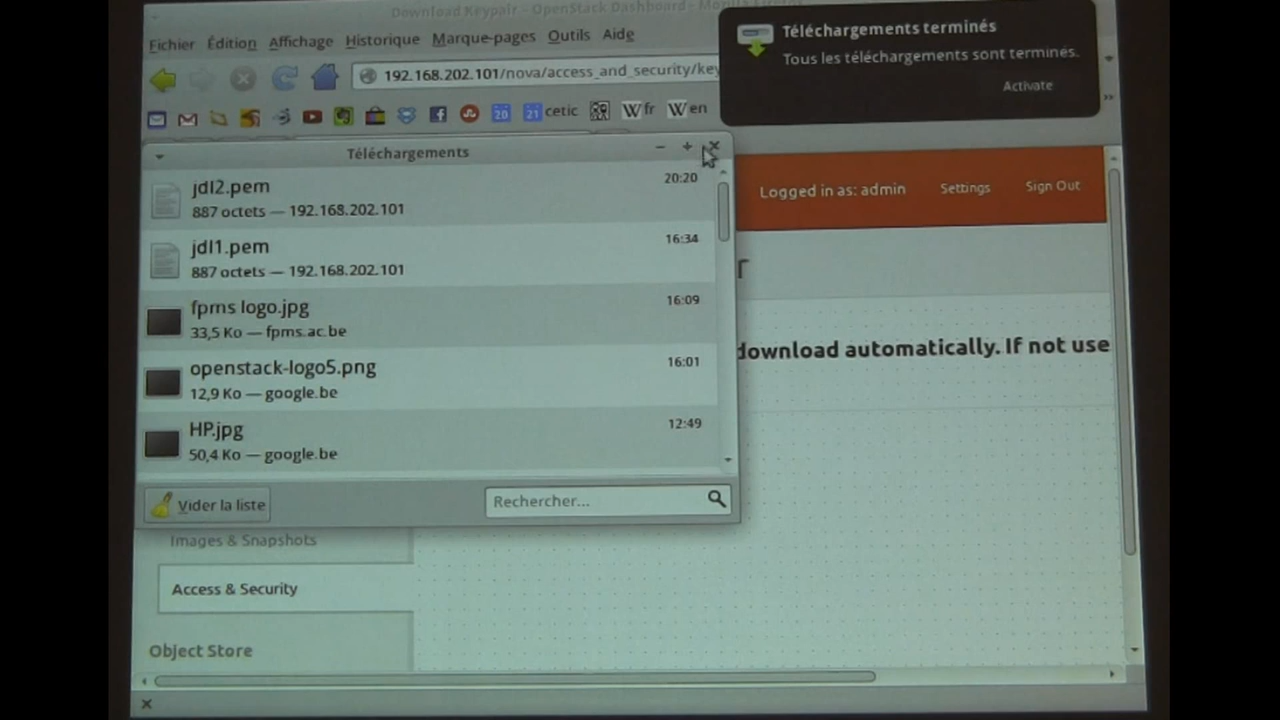 Download Keypair - OpenStack Dashboard - Mozilla Firefox
Fichier Édition Affichage Historique Marque-pages Outils Aide
192.168.202.101/nova/access_and_security/key
20 21 cetic W fr W en
Téléchargements terminés
Tous les téléchargements sont terminés.
Activate
Téléchargements
jdl2.pem 20:20
887 octets — 192.168.202.101
jdl1.pem 16:34
887 octets — 192.168.202.101
fpms logo.jpg 16:09
33,5 Ko — fpms.ac.be
openstack-logo5.png 16:01
12,9 Ko — google.be
HP.jpg 12:49
50,4 Ko — google.be
Vider la liste Rechercher...
Logged in as: admin Settings Sign Out
r
download automatically. If not use
Images & Snapshots
Access & Security
Object Store